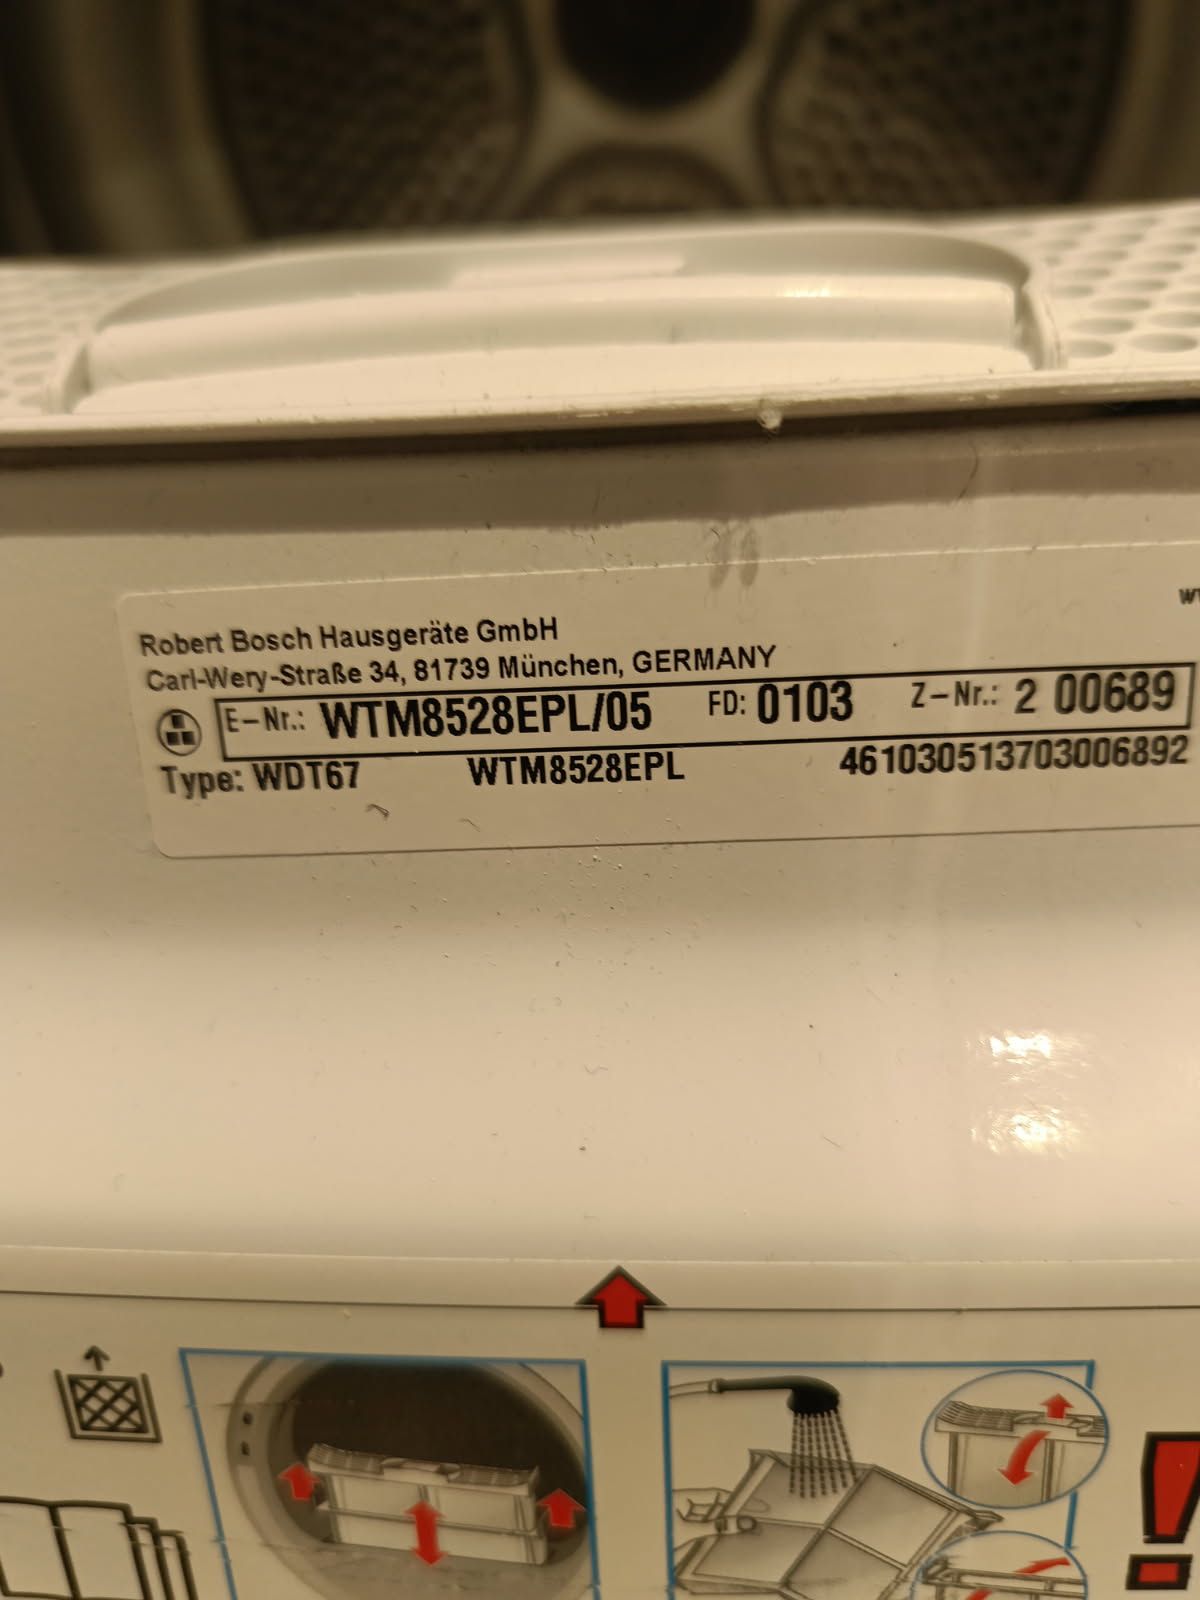 Robert Bosch Hausgeräte GmbH
Carl-Wery-Straße 34, 81739 München, GERMANY
E-Nr.: WTM8528EPL/05 FD: 0103 Z-Nr.: 2 00689
Type: WDT67 WTM8528EPL 461030513703006892